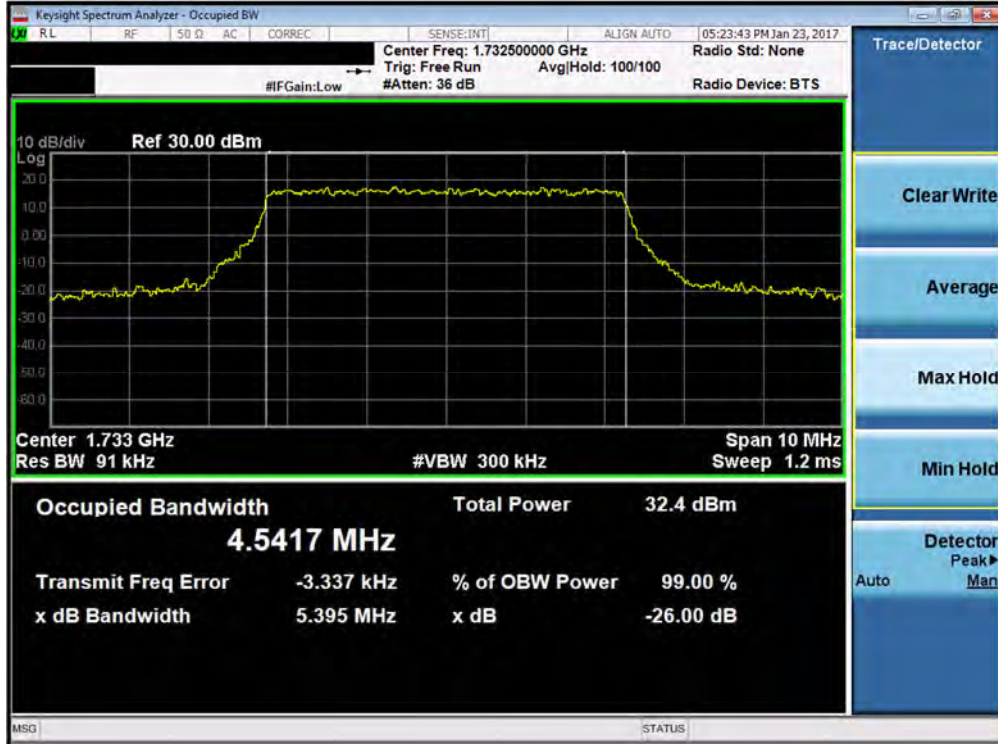 Keysight Spectrum Analyzer - Occupied BW
LXI RL RF 50 Ω AC CORREC SENSE:INT ALIGN AUTO 05:23:43 PM Jan 23, 2017
Center Freq: 1.732500000 GHz Radio Std: None
Trig: Free Run Avg|Hold: 100/100
#IFGain:Low #Atten: 36 dB Radio Device: BTS
Trace/Detector
10 dB/div Ref 30.00 dBm
Log
20.0
10.0
0.00
-10.0
-20.0
-30.0
-40.0
-50.0
-60.0
Center 1.733 GHz Span 10 MHz
Res BW 91 kHz #VBW 300 kHz Sweep 1.2 ms
Clear Write
Average
Max Hold
Min Hold
Detector
Peak▶
Auto Man
Occupied Bandwidth Total Power 32.4 dBm
4.5417 MHz
Transmit Freq Error -3.337 kHz % of OBW Power 99.00 %
x dB Bandwidth 5.395 MHz x dB -26.00 dB
MSG STATUS